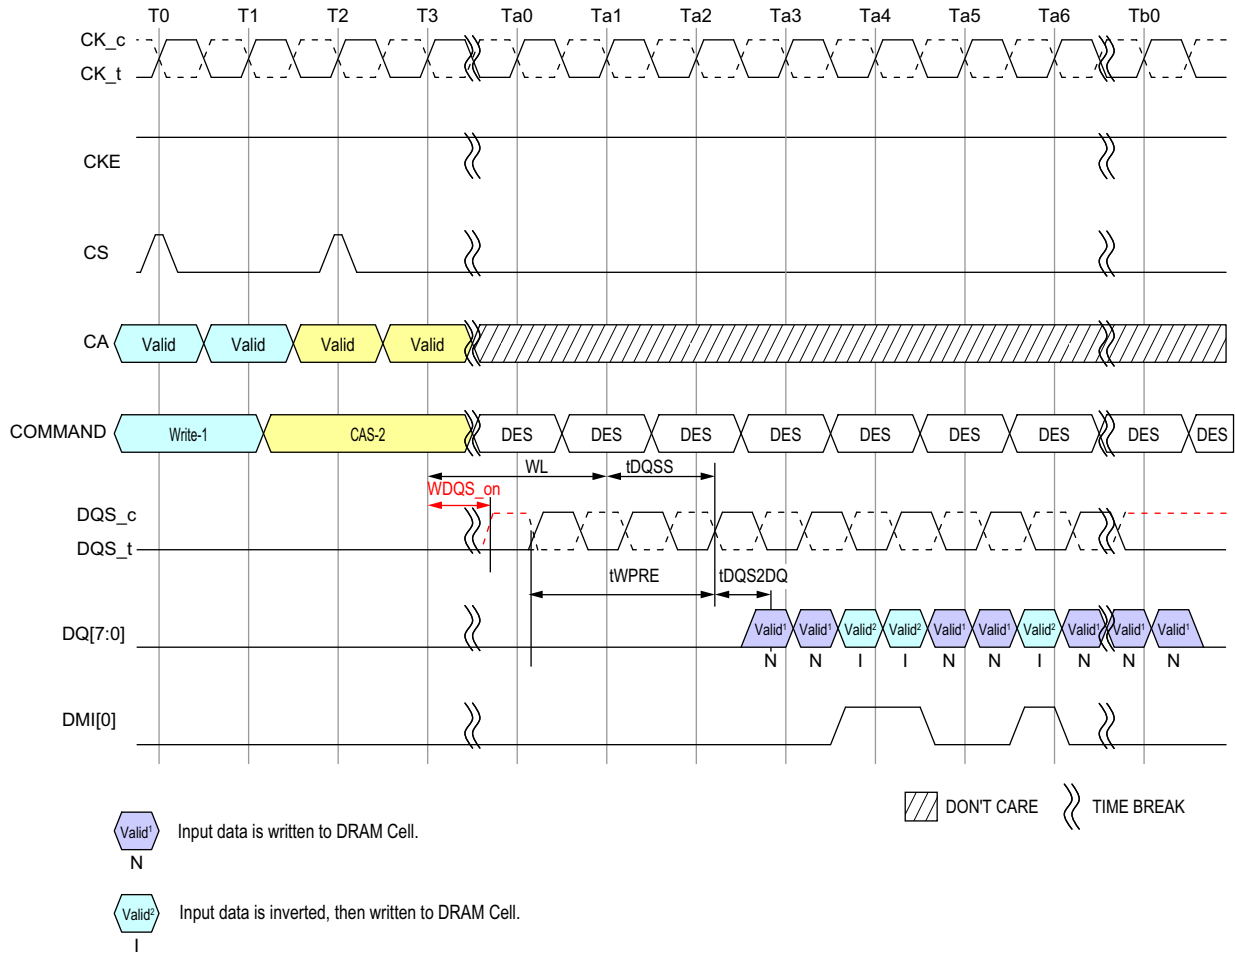 T0 T1 T2 T3 Ta0 Ta1 Ta2 Ta3 Ta4 Ta5 Ta6 Tb0
CK_c
CK_t
CKE
CS
CA Valid Valid Valid Valid
COMMAND Write-1 CAS-2 DES DES DES DES DES DES DES DES DES
WL tDQSS
WDQS_on
DQS_c
DQS_t
tWPRE tDQS2DQ
DQ[7:0] Valid¹ Valid¹ Valid² Valid² Valid¹ Valid¹ Valid² Valid¹ Valid¹ Valid¹
N N I I N N I N N N
DMI[0]
DON'T CARE TIME BREAK
Valid¹ Input data is written to DRAM Cell.
N
Valid² Input data is inverted, then written to DRAM Cell.
I